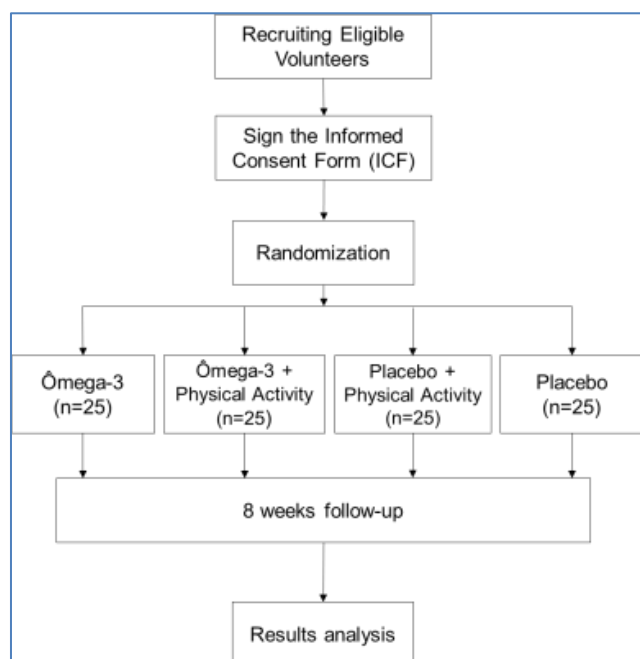 Recruiting Eligible
Volunteers
Sign the Informed
Consent Form (ICF)
Randomization
Ômega-3
(n=25)
Ômega-3 +
Physical Activity
(n=25)
Placebo +
Physical Activity
(n=25)
Placebo
(n=25)
8 weeks follow-up
Results analysis